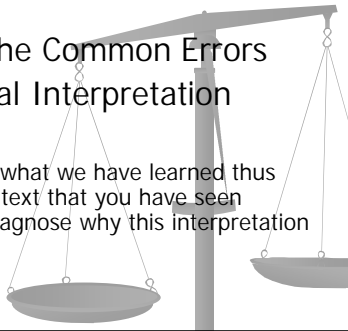 he Common Errors
al Interpretation
what we have learned thus
text that you have seen
agnose why this interpretation